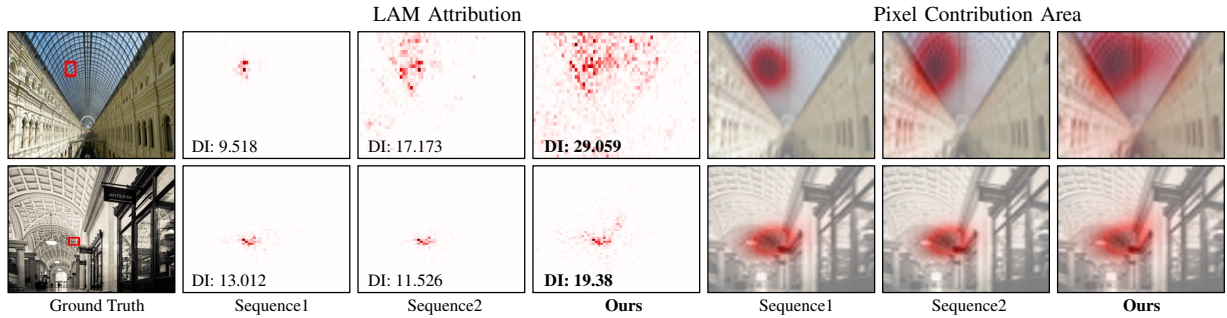 LAM Attribution
Pixel Contribution Area
DI: 9.518
DI: 17.173
DI: 29.059
ANTIQUES
DI: 13.012
DI: 11.526
DI: 19.38
Ground Truth
Sequence1
Sequence2
Ours
Sequence1
Sequence2
Ours